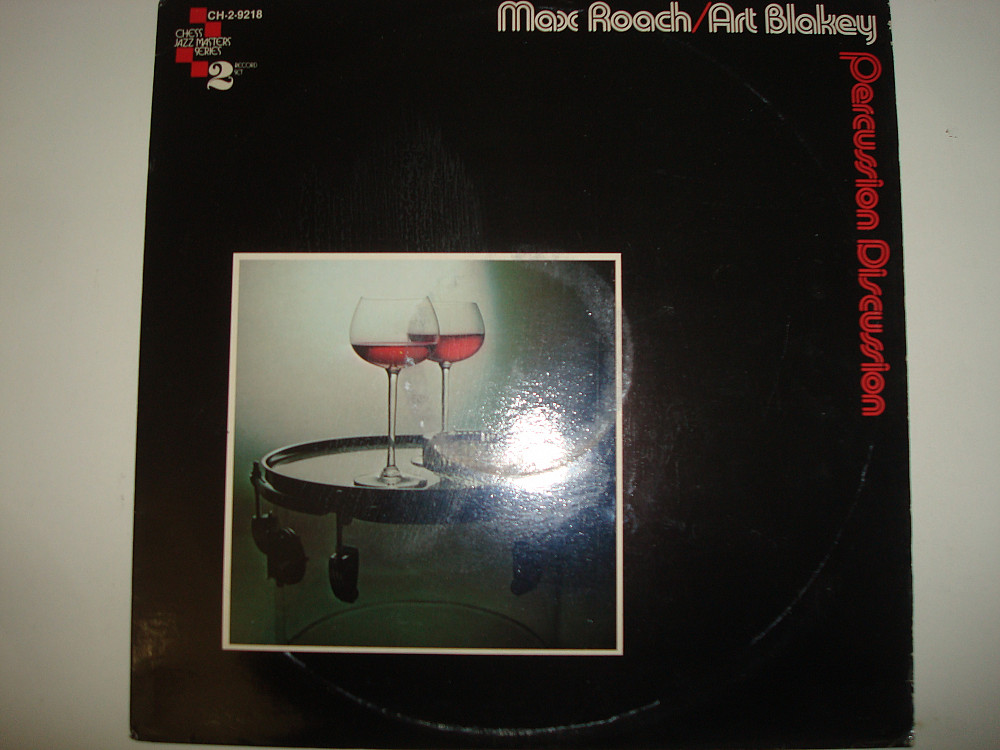 CH-2-9218
CHESS
JAZZ MASTERS
SERIES
2 RECORD
SET
Max Roach/Art Blakey
Percussion Discussion